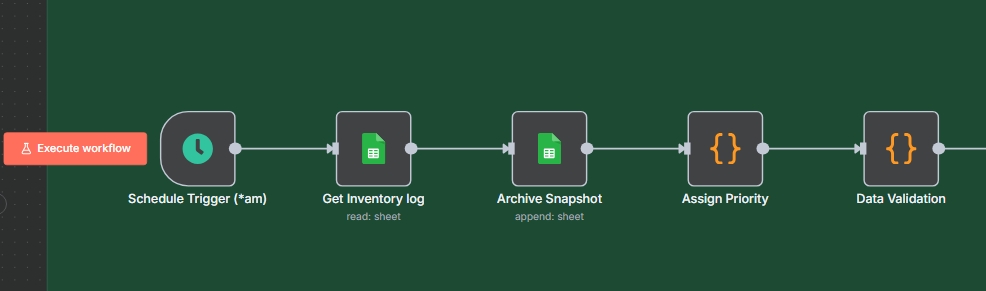 Execute workflow
Schedule Trigger (*am)
Get Inventory log
read: sheet
Archive Snapshot
append: sheet
Assign Priority
Data Validation